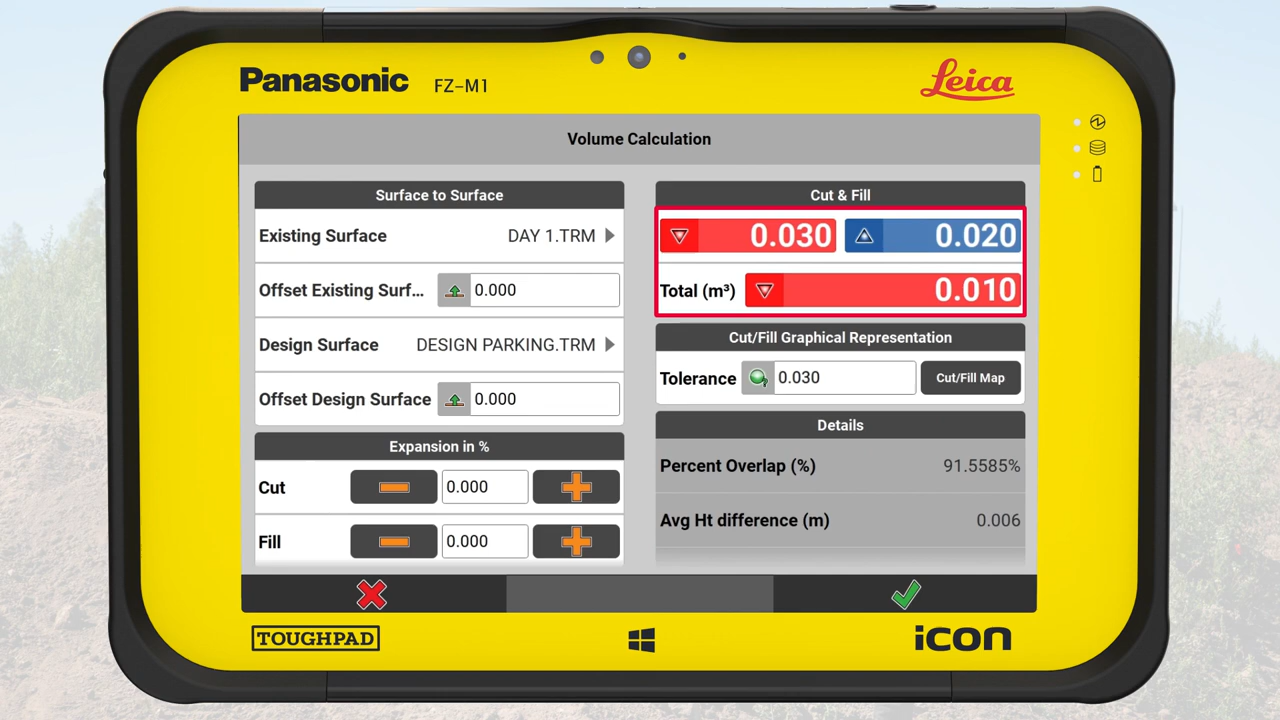 Panasonic FZ-M1
Leica
Volume Calculation
Surface to Surface
Existing Surface DAY 1.TRM
Offset Existing Surf... 0.000
Design Surface DESIGN PARKING.TRM
Offset Design Surface 0.000
Expansion in %
Cut 0.000
Fill 0.000
Cut & Fill
0.030 0.020
Total (m³) 0.010
Cut/Fill Graphical Representation
Tolerance 0.030 Cut/Fill Map
Details
Percent Overlap (%) 91.5585%
Avg Ht difference (m) 0.006
TOUGHPAD
iCON